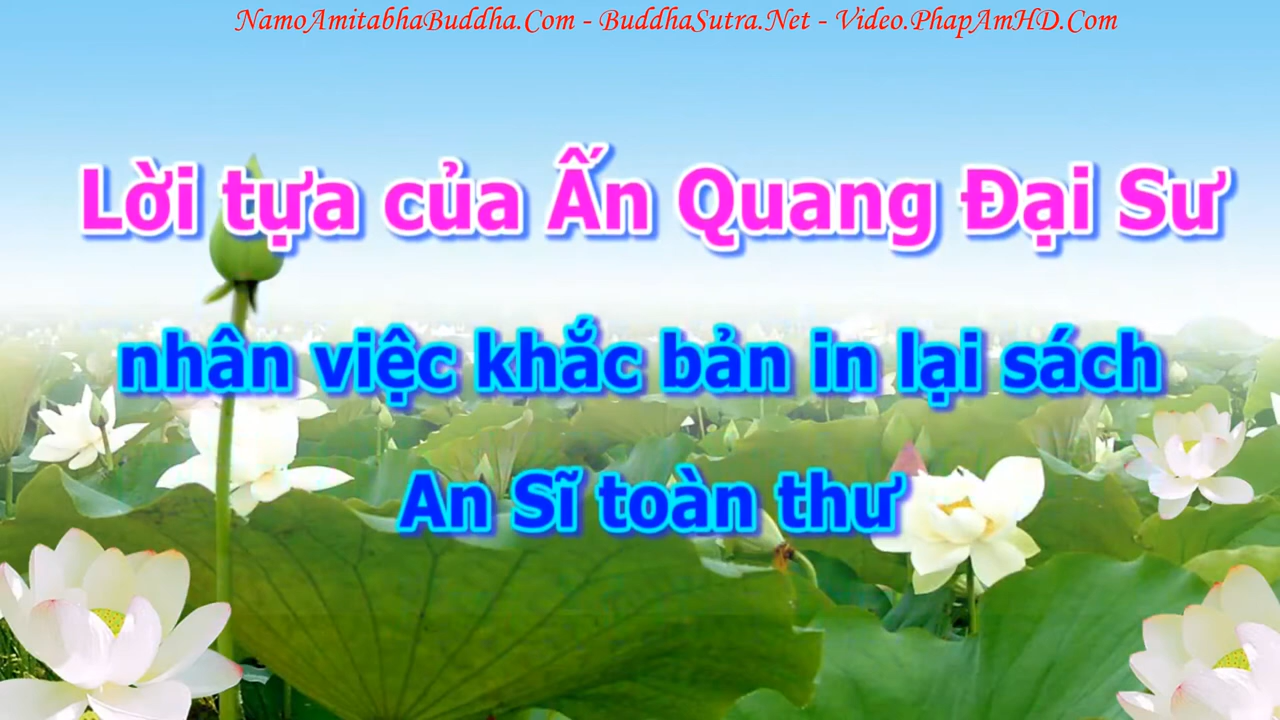 NamoAmitabhaBuddha.Com - BuddhaSutra.Net - Video.PhapAmHD.Com
Lời tựa của Ấn Quang Đại Sư
nhân việc khắc bản in lại sách
An Sĩ toàn thư